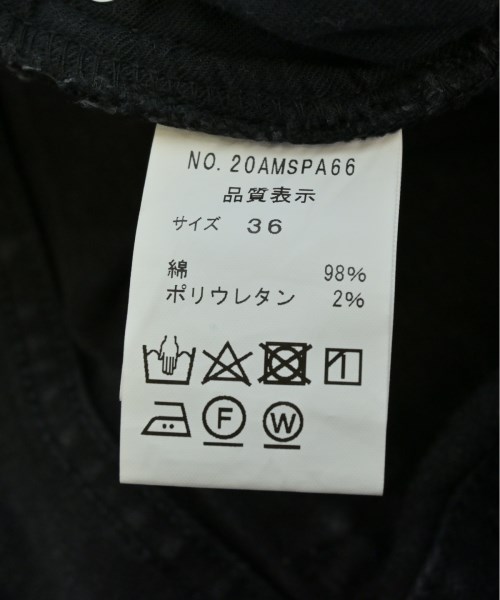 NO. 20AMSPA66
品質表示
サイズ 36
綿 98%
ポリウレタン 2%
F W